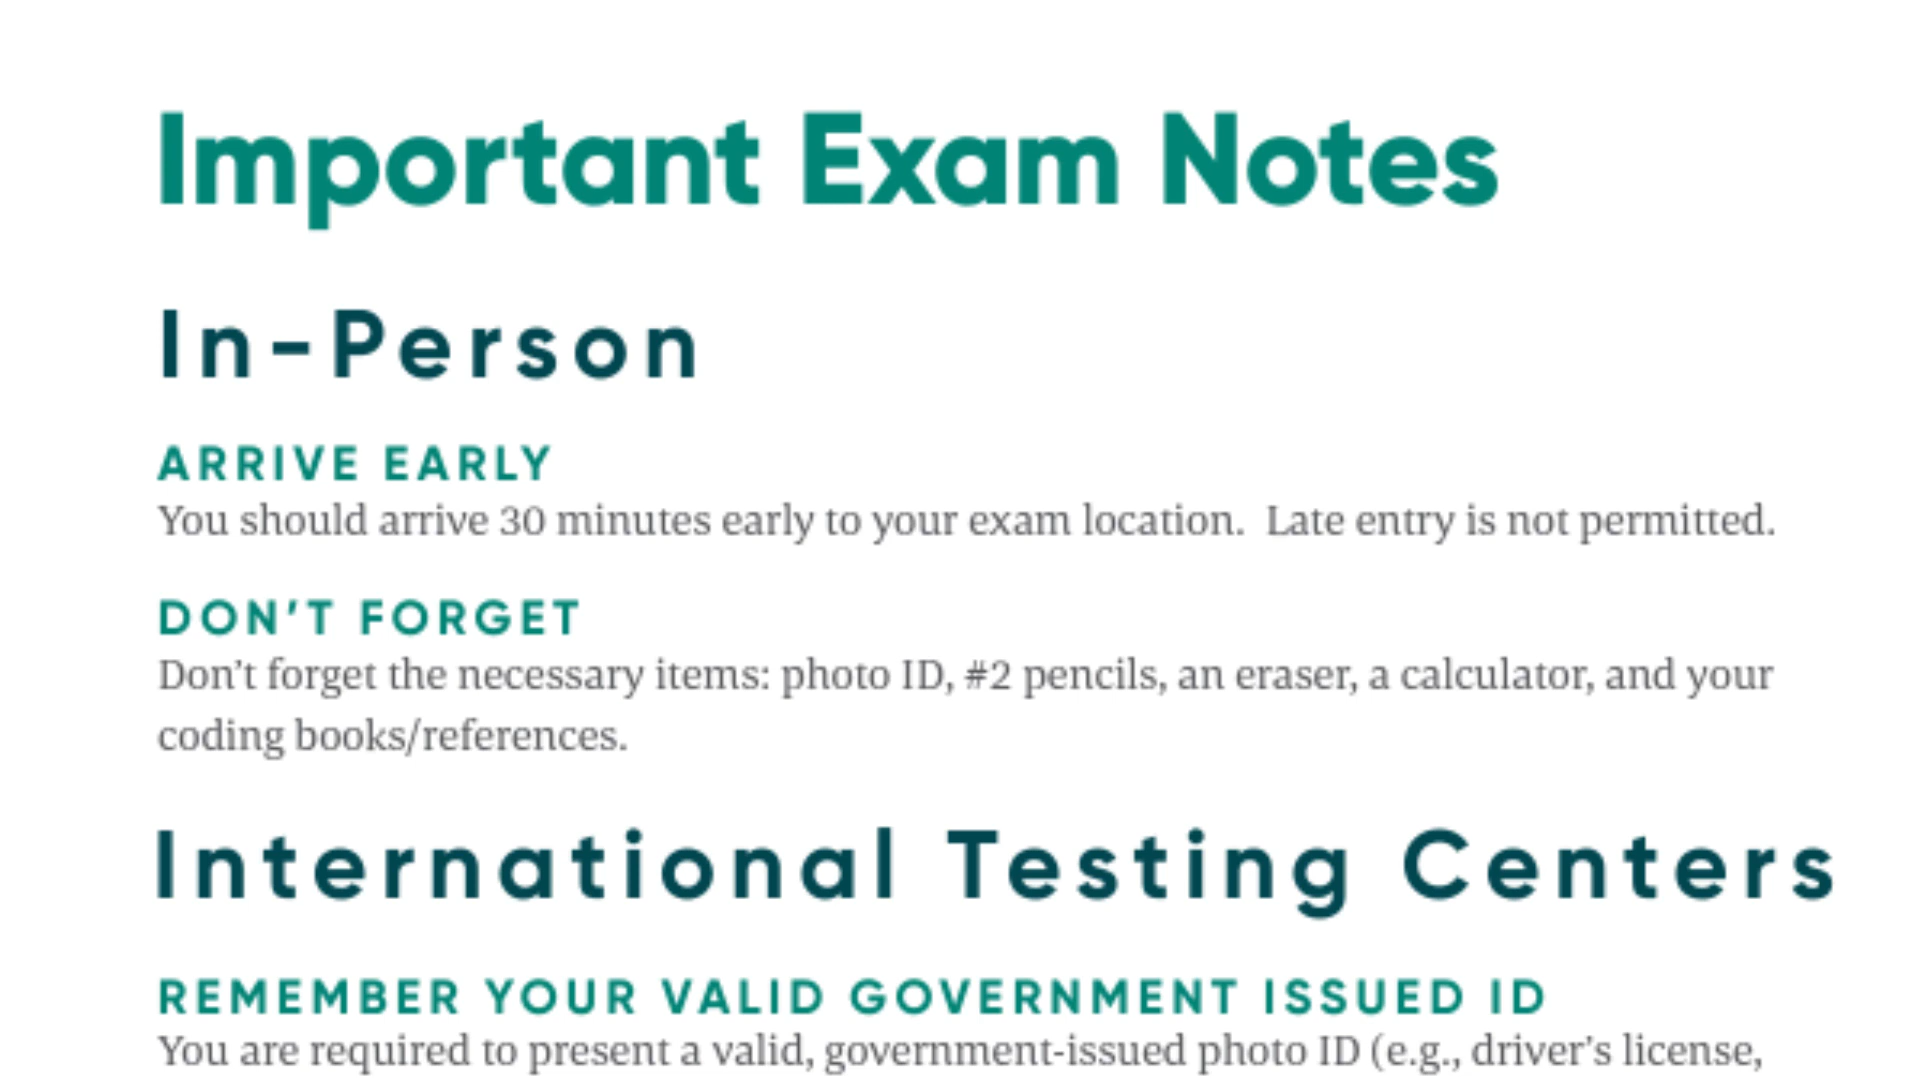 Important Exam Notes
In-Person
ARRIVE EARLY
You should arrive 30 minutes early to your exam location.  Late entry is not permitted.
DON’T FORGET
Don’t forget the necessary items: photo ID, #2 pencils, an eraser, a calculator, and your
coding books/references.
International Testing Centers
REMEMBER YOUR VALID GOVERNMENT ISSUED ID
You are required to present a valid, government-issued photo ID (e.g., driver’s license,